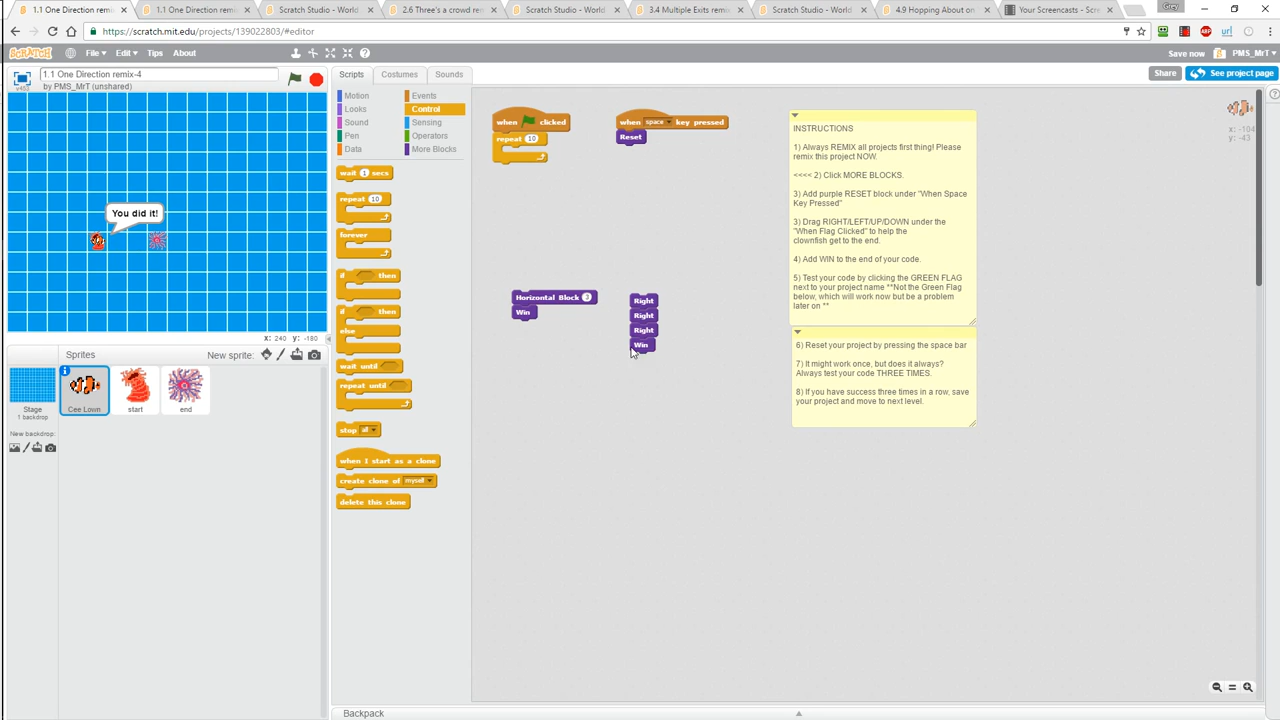 1.1 One Direction remix
1.1 One Direction remi
Scratch Studio - World
2.6 Three's a crowd rem
Scratch Studio - World
3.4 Multiple Exits remix
Scratch Studio - World
4.9 Hopping About on
Your Screencasts - Scre
Grey
https://scratch.mit.edu/projects/139022803/#editor
ABP
url
SCRATCH
File
Edit
Tips
About
Save now
PMS_MrT
Share
See project page
1.1 One Direction remix-4
by PMS_MrT (unshared)
v453
Scripts
Costumes
Sounds
Motion
Events
Looks
Control
Sound
Sensing
Pen
Operators
Data
More Blocks
wait 1 secs
repeat 10
forever
if then
if then
else
wait until
repeat until
stop all
when I start as a clone
create clone of myself
delete this clone
You did it!
x: 240 y: -180
Sprites
New sprite:
Stage
1 backdrop
New backdrop:
Cee Lown
start
end
when clicked
repeat 10
when space key pressed
Reset
Horizontal Block 3
Win
Right
Right
Right
Win
INSTRUCTIONS
1) Always REMIX all projects first thing! Please
remix this project NOW.
<<<< 2) Click MORE BLOCKS.
3) Add purple RESET block under "When Space
Key Pressed"
3) Drag RIGHT/LEFT/UP/DOWN under the
"When Flag Clicked" to help the
clownfish get to the end.
4) Add WIN to the end of your code.
5) Test your code by clicking the GREEN FLAG
next to your project name **Not the Green Flag
below, which will work now but be a problem
later on **
6) Reset your project by pressing the space bar
7) It might work once, but does it always?
Always test your code THREE TIMES.
8) If you have success three times in a row, save
your project and move to next level.
x: -104
y: -43
Backpack